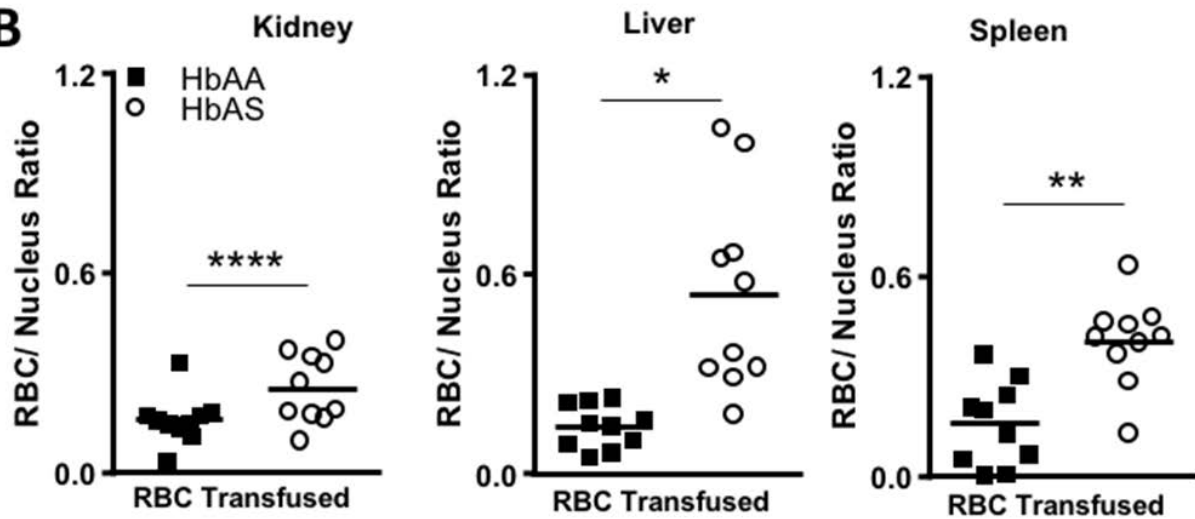 B
Kidney
1.2
HbAA
HbAS
RBC/ Nucleus Ratio
0.6
****
0.0
RBC Transfused
Liver
1.2
*
RBC/ Nucleus Ratio
0.6
0.0
RBC Transfused
Spleen
1.2
**
RBC/ Nucleus Ratio
0.6
0.0
RBC Transfused